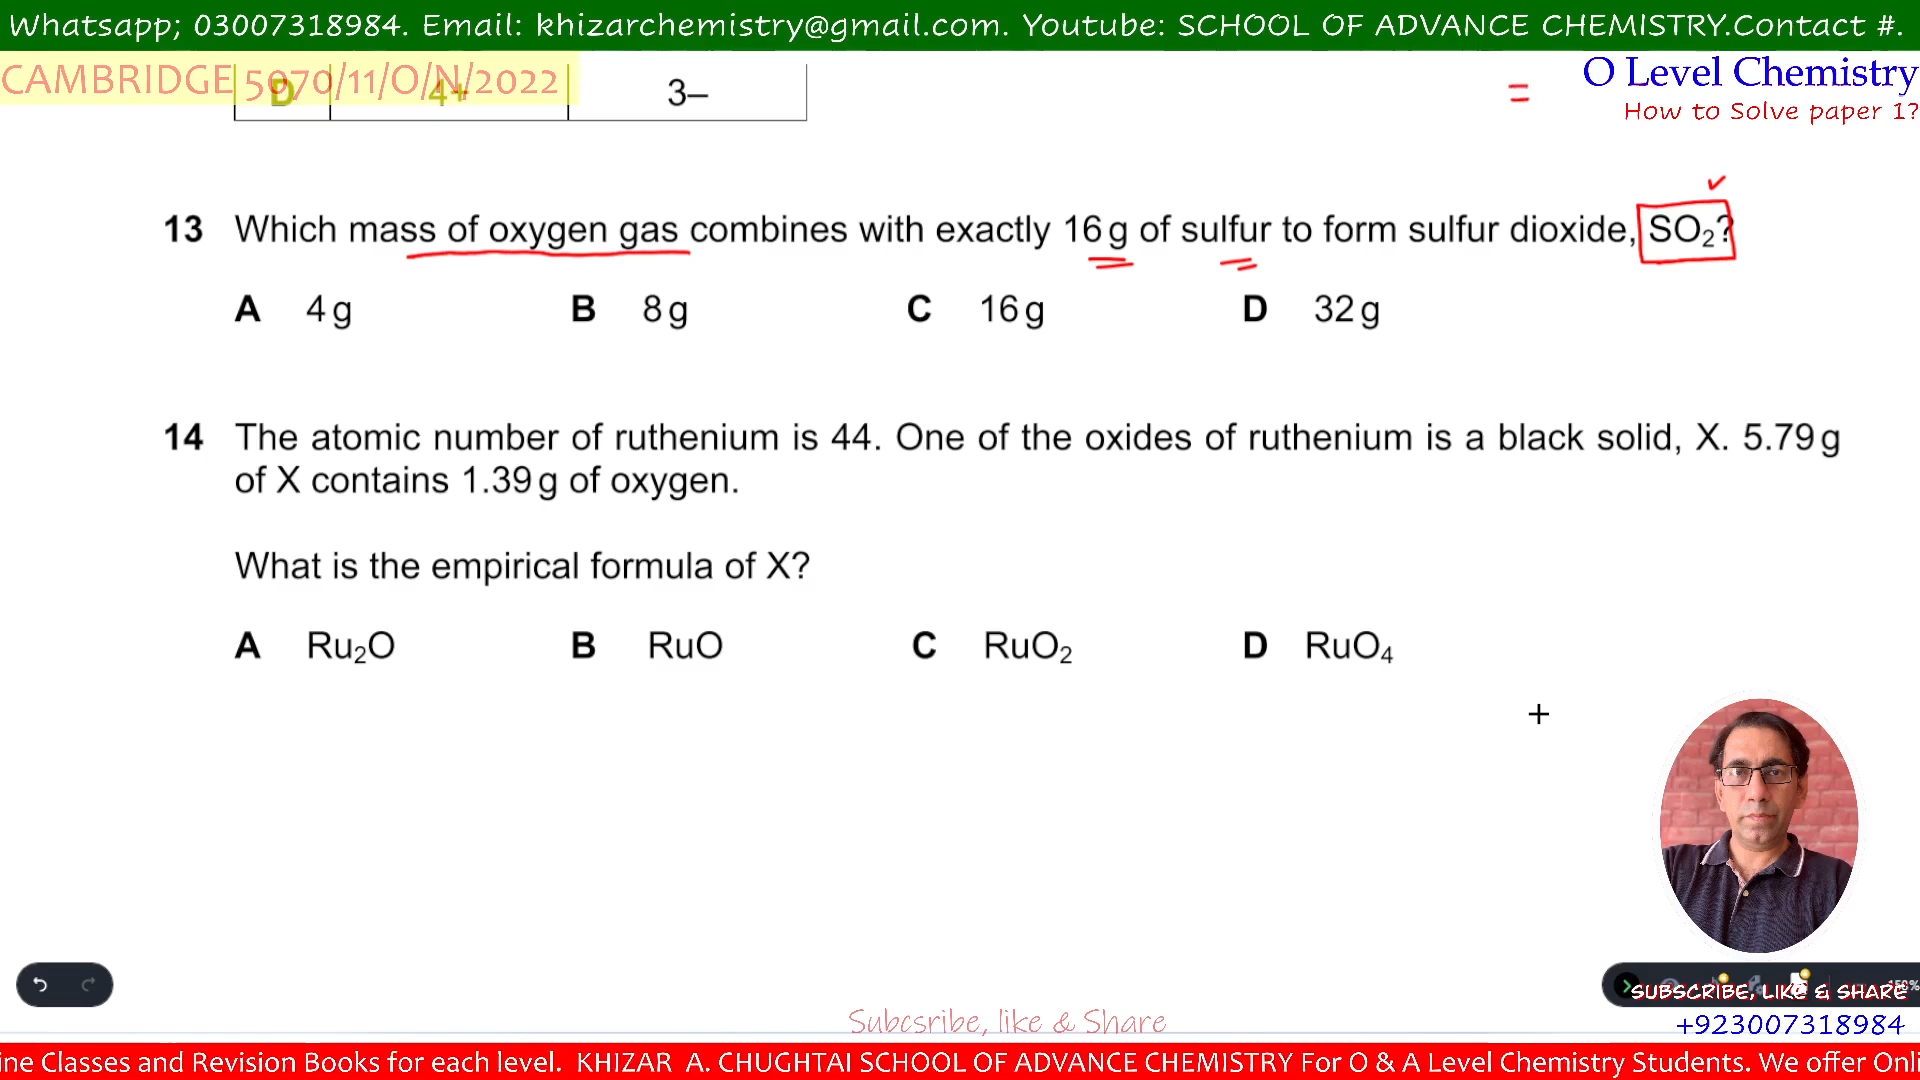 Whatsapp; 03007318984. Email: khizarchemistry@gmail.com. Youtube: SCHOOL OF ADVANCE CHEMISTRY.Contact #.
CAMBRIDGE 5070/11/O/N/2022
O Level Chemistry
How to Solve paper 1?
D 4+ 3–
=
13 Which mass of oxygen gas combines with exactly 16 g of sulfur to form sulfur dioxide, SO₂?
A 4 g B 8 g C 16 g D 32 g
14 The atomic number of ruthenium is 44. One of the oxides of ruthenium is a black solid, X. 5.79 g
of X contains 1.39 g of oxygen.
What is the empirical formula of X?
A Ru₂O B RuO C RuO₂ D RuO₄
SUBSCRIBE, LIKE & SHARE
Subcsribe, like & Share
+923007318984
ine Classes and Revision Books for each level. KHIZAR A. CHUGHTAI SCHOOL OF ADVANCE CHEMISTRY For O & A Level Chemistry Students. We offer Onli